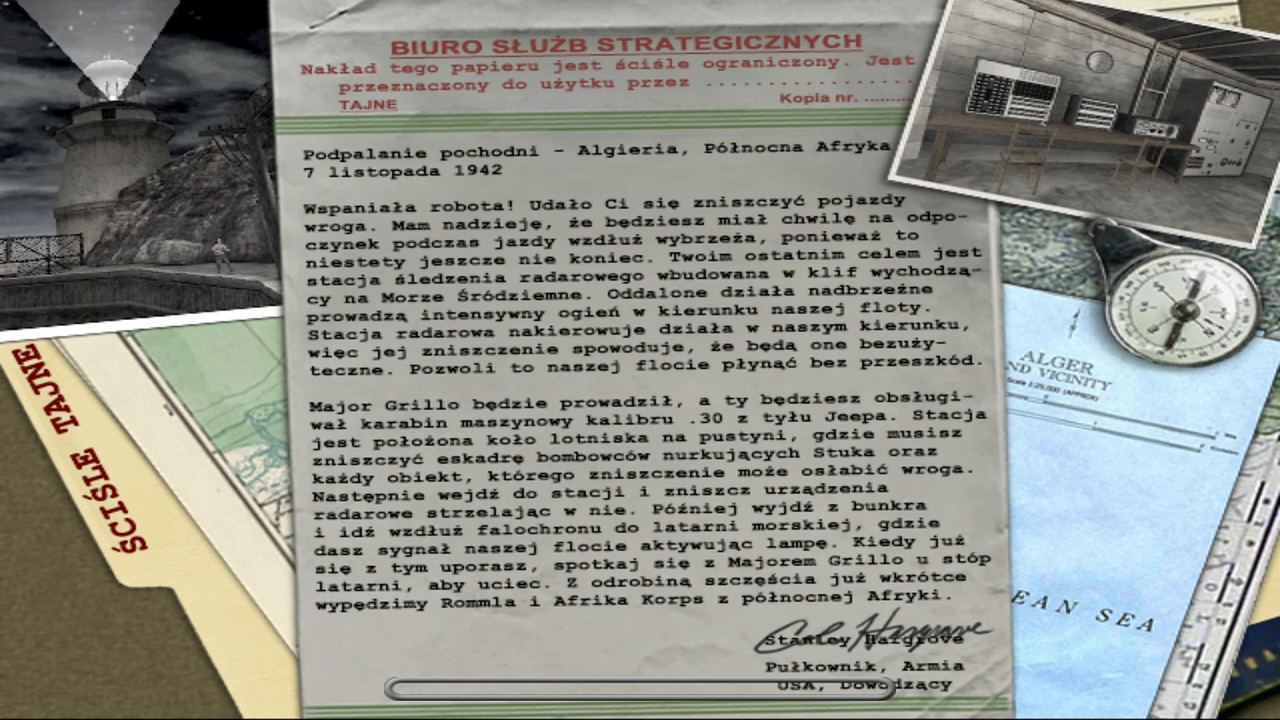 BIURO SŁUŻB STRATEGICZNYCH
Nakład tego papieru jest ściśle ograniczony. Jest
przeznaczony do użytku przez ..................
TAJNE
Kopia nr. .........
Podpalanie pochodni - Algieria, Północna Afryka
7 listopada 1942
Wspaniała robota! Udało Ci się zniszczyć pojazdy
wroga. Mam nadzieję, że będziesz miał chwilę na odpo-
czynek podczas jazdy wzdłuż wybrzeża, ponieważ to
niestety jeszcze nie koniec. Twoim ostatnim celem jest
stacja śledzenia radarowego wbudowana w klif wychodzą-
cy na Morze Śródziemne. Oddalone działa nadbrzeżne
prowadzą intensywny ogień w kierunku naszej floty.
Stacja radarowa nakierowuje działa w naszym kierunku,
więc jej zniszczenie spowoduje, że będą one bezuży-
teczne. Pozwoli to naszej flocie płynąć bez przeszkód.
Major Grillo będzie prowadził, a ty będziesz obsługi-
wał karabin maszynowy kalibru .30 z tyłu Jeepa. Stacja
jest położona koło lotniska na pustyni, gdzie musisz
zniszczyć eskadrę bombowców nurkujących Stuka oraz
każdy obiekt, którego zniszczenie może osłabić wroga.
Następnie wejdź do stacji i zniszcz urządzenia
radarowe strzelając w nie. Później wyjdź z bunkra
i idź wzdłuż falochronu do latarni morskiej, gdzie
dasz sygnał naszej flocie aktywując lampę. Kiedy już
się z tym uporasz, spotkaj się z Majorem Grillo u stóp
latarni, aby uciec. Z odrobiną szczęścia już wkrótce
wypędzimy Rommla i Afrika Korps z północnej Afryki.
Stanley Hargrove
Pułkownik, Armia
USA, Dowodzący
ŚCIŚLE TAJNE
ALGER
ND VICINITY
EAN SEA